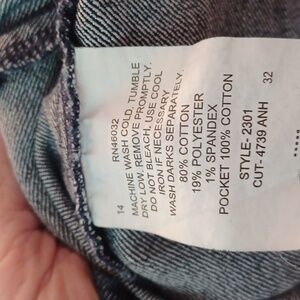 14
RN46032
MACHINE WASH COLD, TUMBLE
DRY LOW. REMOVE PROMPTLY.
DO NOT BLEACH, USE COOL
IRON IF NECESSARY.
WASH DARKS SEPARATELY.
80% COTTON
19% POLYESTER
1% SPANDEX
POCKET 100% COTTON
STYLE- 2301
CUT- 4739 ANH
32